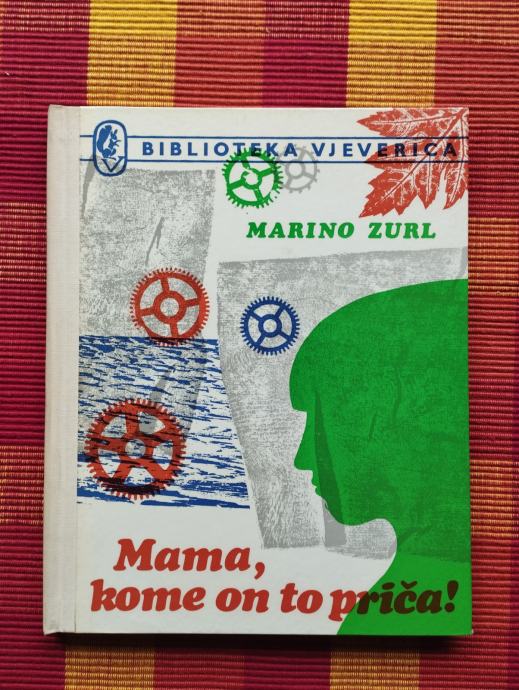 V
BIBLIOTEKA VJEVERICA
MARINO ZURL
Mama,
kome on to priča!